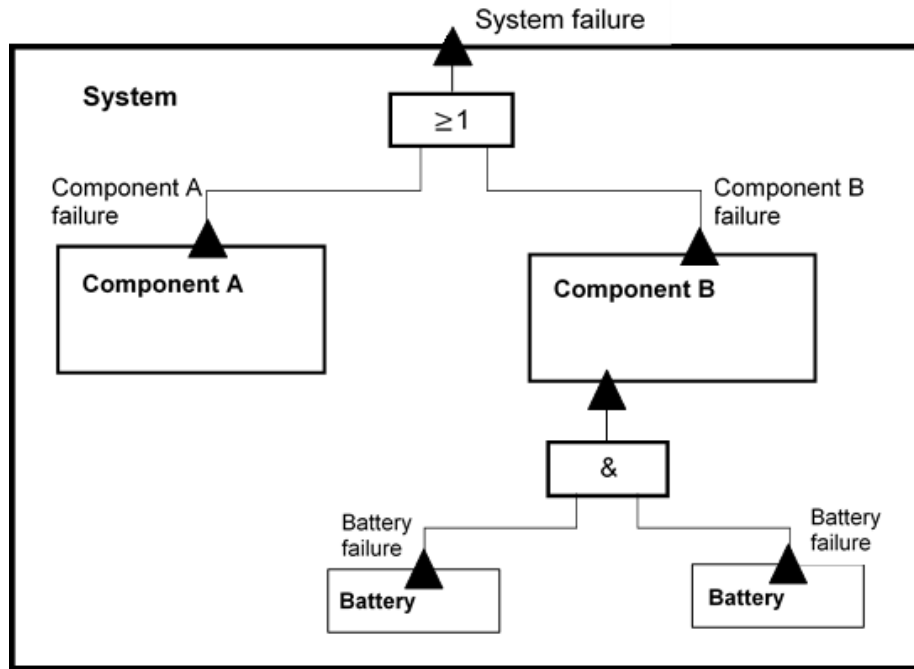 System failure
System
≥1
Component A
failure
Component B
failure
Component A
Component B
&
Battery
failure
Battery
failure
Battery
Battery